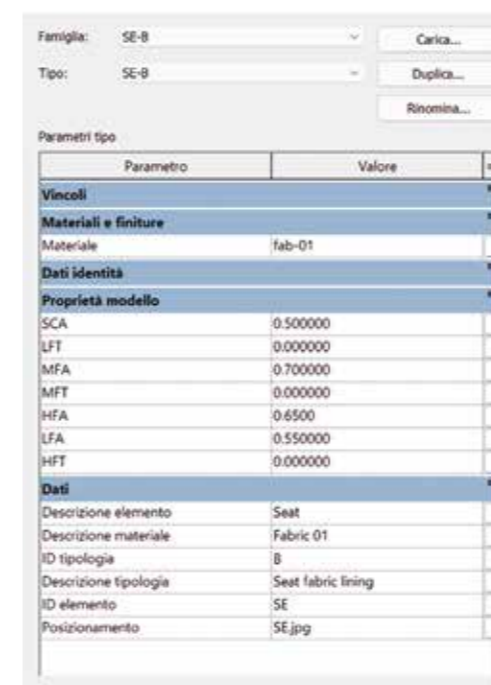 Famiglia: SE-B Carica...
Tipo: SE-B Duplica...
Rinomina...
Parametri tipo
Parametro Valore
Vincoli
Materiali e finiture
Materiale fab-01
Dati identità
Proprietà modello
SCA 0.500000
LFT 0.000000
MFA 0.700000
MFT 0.000000
HFA 0.6500
LFA 0.550000
HFT 0.000000
Dati
Descrizione elemento Seat
Descrizione materiale Fabric 01
ID tipologia B
Descrizione tipologia Seat fabric lining
ID elemento SE
Posizionamento SE.jpg